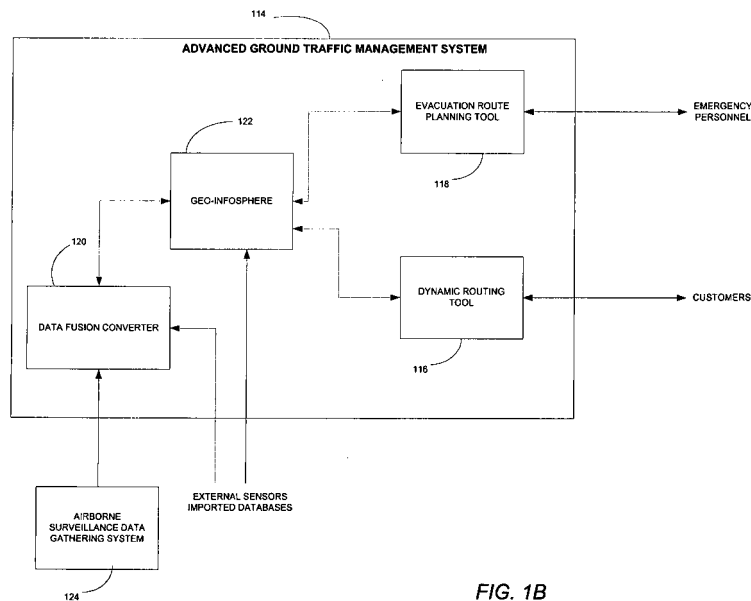 114
ADVANCED GROUND TRAFFIC MANAGEMENT SYSTEM
EVACUATION ROUTE
PLANNING TOOL
118
EMERGENCY
PERSONNEL
122
GEO-INFOSPHERE
120
DATA FUSION CONVERTER
DYNAMIC ROUTING
TOOL
116
CUSTOMERS
EXTERNAL SENSORS
IMPORTED DATABASES
AIRBORNE
SURVEILLANCE DATA
GATHERING SYSTEM
124
FIG. 1B